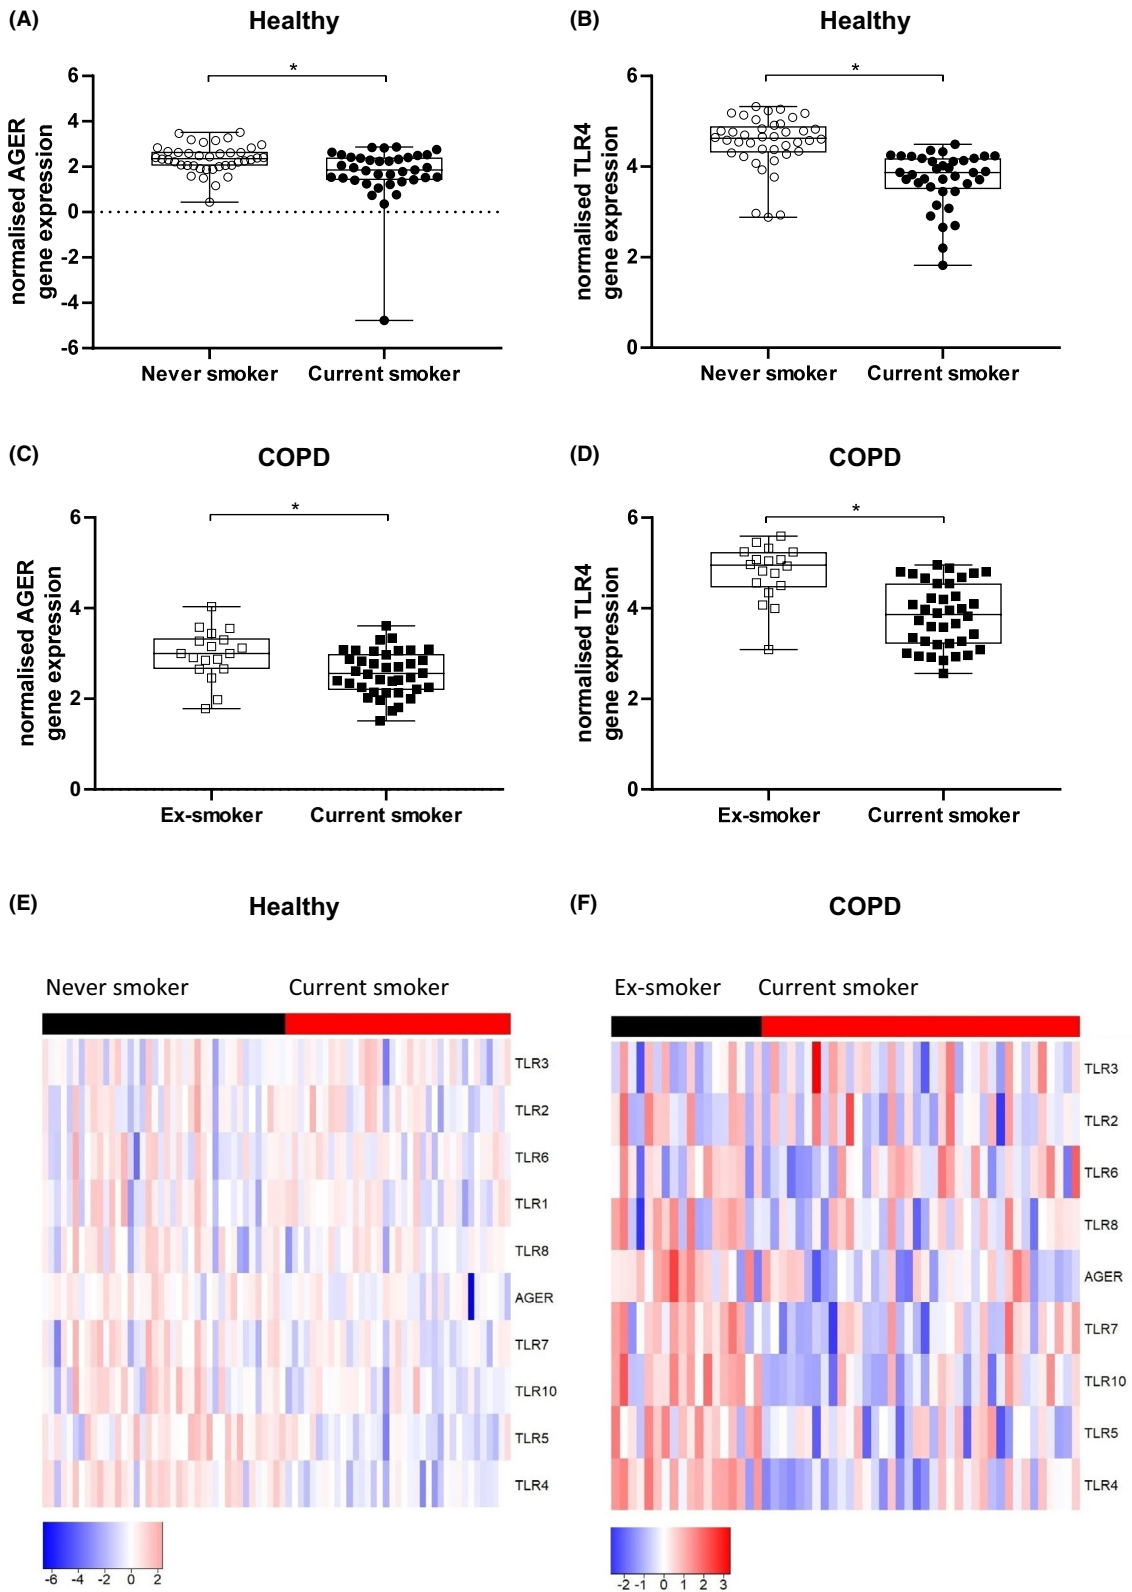 (A)
Healthy
*
normalised AGER
gene expression
6
4
2
0
-2
-4
-6
Never smoker
Current smoker
(B)
Healthy
*
normalised TLR4
gene expression
6
4
2
0
Never smoker
Current smoker
(C)
COPD
*
normalised AGER
gene expression
6
4
2
0
Ex-smoker
Current smoker
(D)
COPD
*
normalised TLR4
gene expression
6
4
2
0
Ex-smoker
Current smoker
(E)
Healthy
Never smoker
Current smoker
TLR3
TLR2
TLR6
TLR1
TLR8
AGER
TLR7
TLR10
TLR5
TLR4
-6 -4 -2 0 2
(F)
COPD
Ex-smoker
Current smoker
TLR3
TLR2
TLR6
TLR8
AGER
TLR7
TLR10
TLR5
TLR4
-2 -1 0 1 2 3